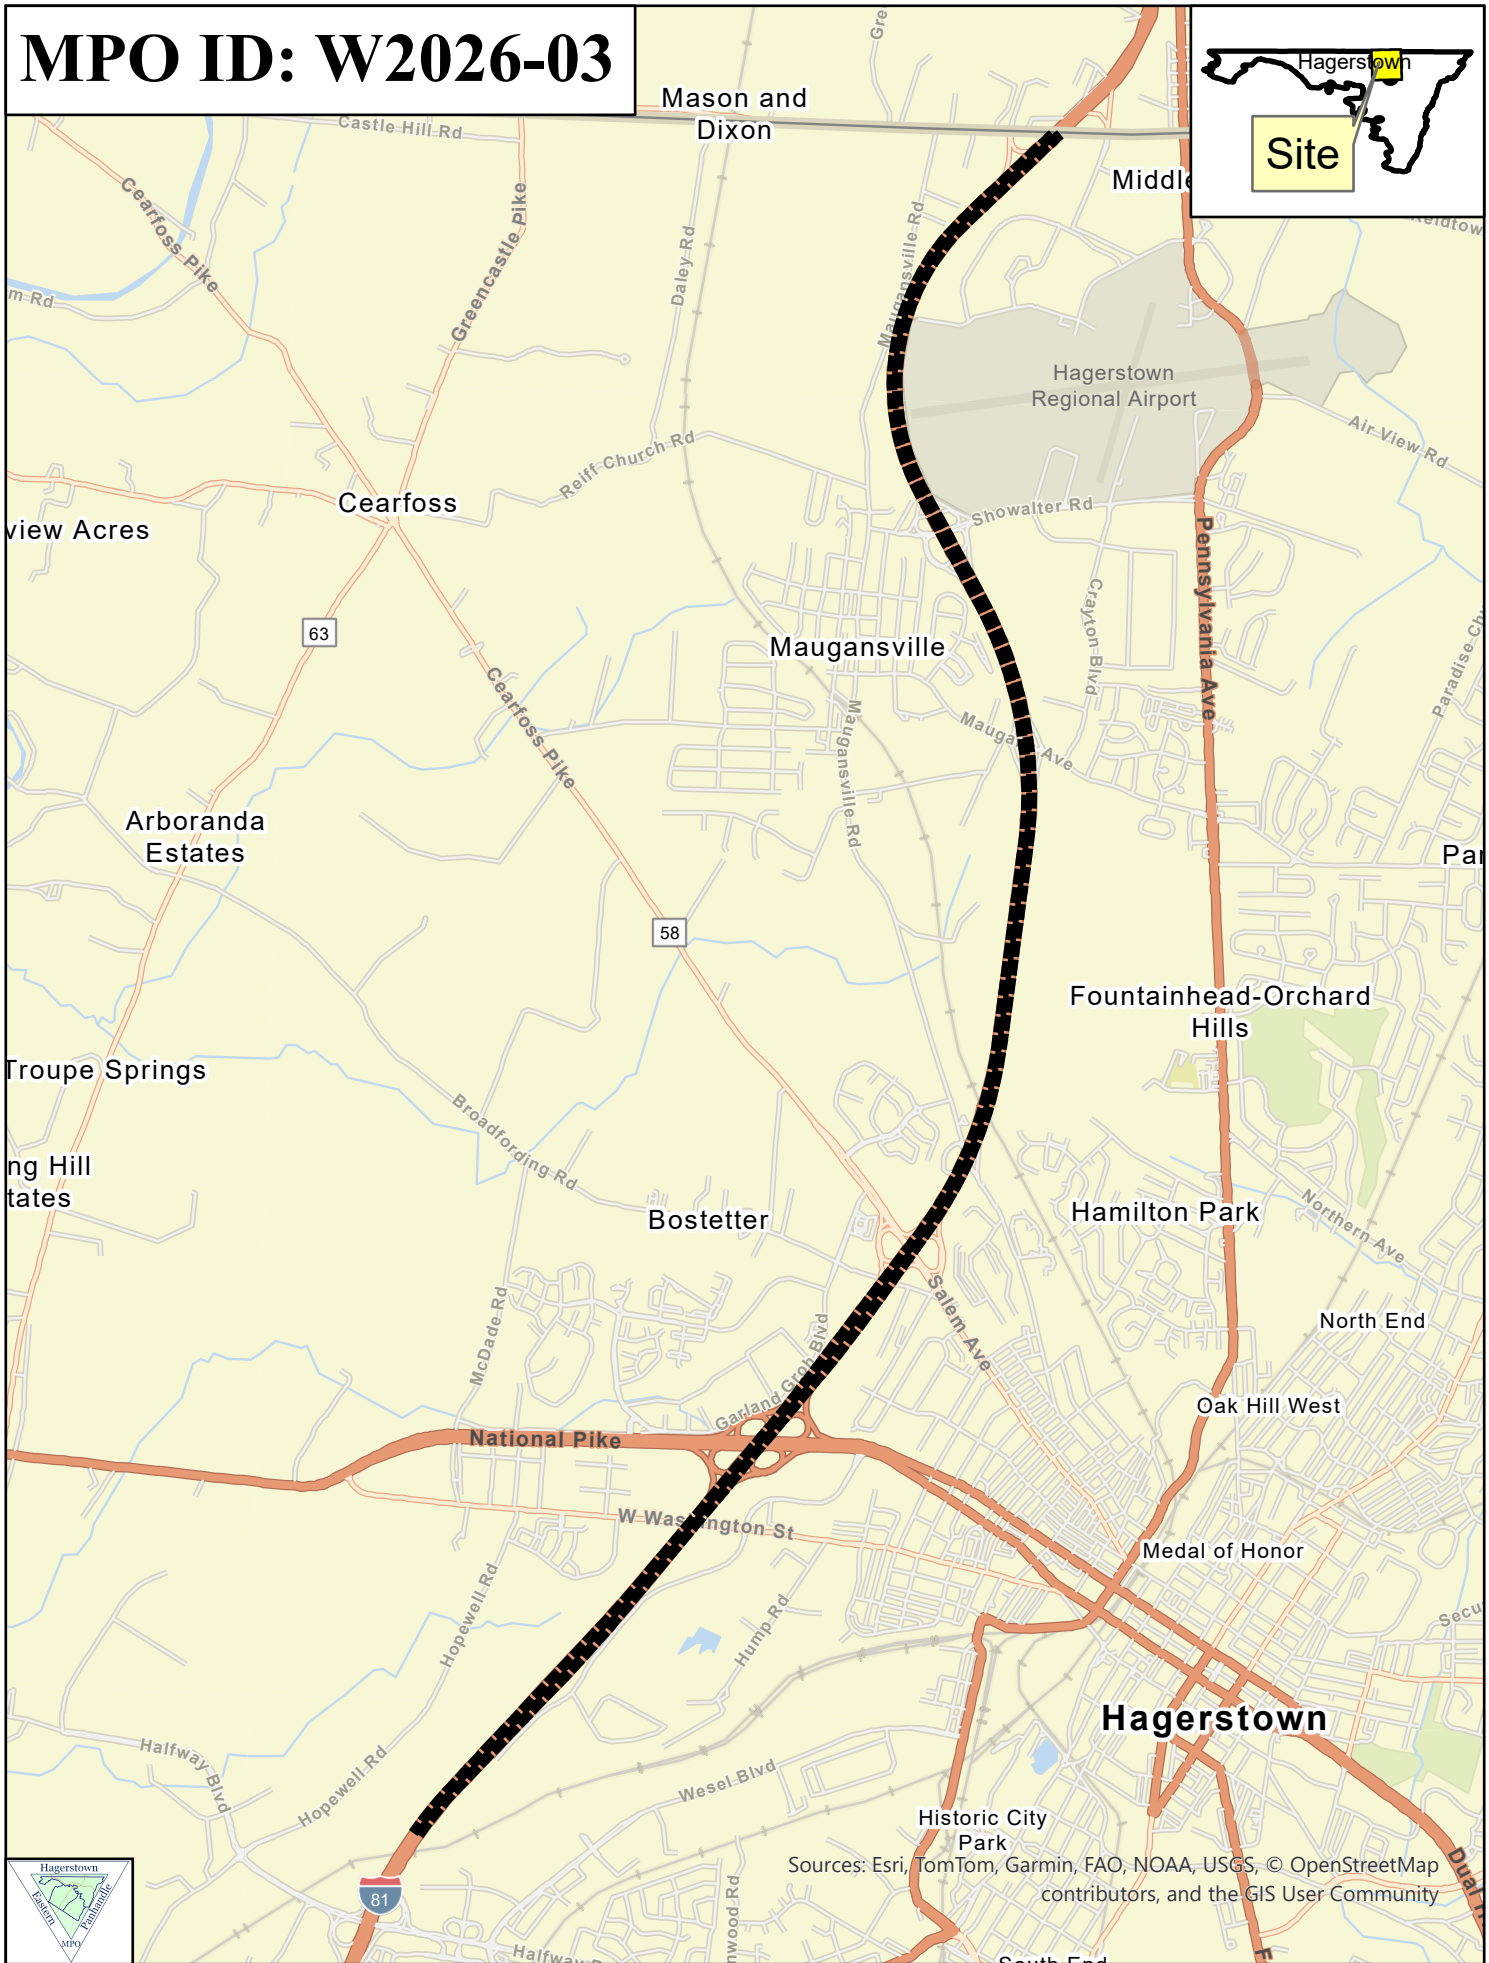 MPO ID: W2026-03
Hagerstown
Site
Mason and
Dixon
Castle Hill Rd
Cearfoss Pike
Greencastle Pike
Daley Rd
Maugansville Rd
Hagerstown
Regional Airport
Air View Rd
Reiff Church Rd
Cearfoss
Showalter Rd
view Acres
Pennsylvania Ave
Crayton Blvd
63
Maugansville
Cearfoss Pike
Maugansville Rd
Arboranda
Estates
58
Fountainhead-Orchard
Hills
Troupe Springs
Broadfording Rd
ng Hill
tates
Bostetter
Hamilton Park
Northern Ave
McDade Rd
Salem Ave
North End
Garland Groh Blvd
Oak Hill West
National Pike
Medal of Honor
Hopewell Rd
Hump Rd
Hagerstown
Halfway Blvd
Hopewell Rd
Wesel Blvd
Historic City
Park
Sources: Esri, TomTom, Garmin, FAO, NOAA, USGS, © OpenStreetMap
contributors, and the GIS User Community
81
Hagerstown
Eastern
Panhandle
MPO